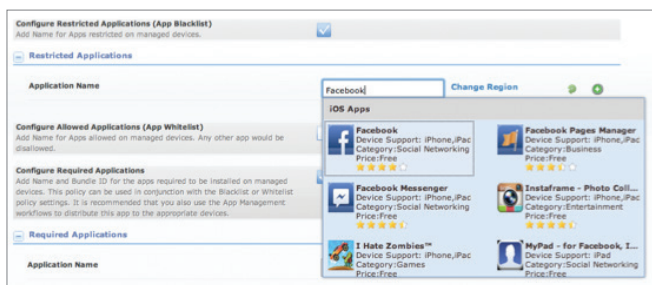 Configure Restricted Applications (App Blacklist)
Add Name for Apps restricted on managed devices.
Restricted Applications
Application Name
Facebook
Change Region
iOS Apps
Facebook
Device Support: iPhone,iPac
Category:Social Networking
Price:Free
Facebook Pages Manager
Device Support: iPhone,iPac
Category:Business
Price:Free
Facebook Messenger
Device Support: iPhone,iPac
Category:Social Networking
Price:Free
Instaframe - Photo Coll...
Device Support: iPhone,iPac
Category:Entertainment
Price:Free
I Hate Zombies™
Device Support: iPhone,iPac
Category:Games
Price:Free
MyPad - for Facebook, I...
Device Support: iPad
Category:Social Networking
Price:Free
Configure Allowed Applications (App Whitelist)
Add Name for Apps allowed on managed devices. Any other app would be
disallowed.
Configure Required Applications
Add Name and Bundle ID for the apps required to be installed on managed
devices. This policy can be used in conjunction with the Blacklist or Whitelist
policy settings. It is recommended that you also use the App Management
workflows to distribute this app to the appropriate devices.
Required Applications
Application Name